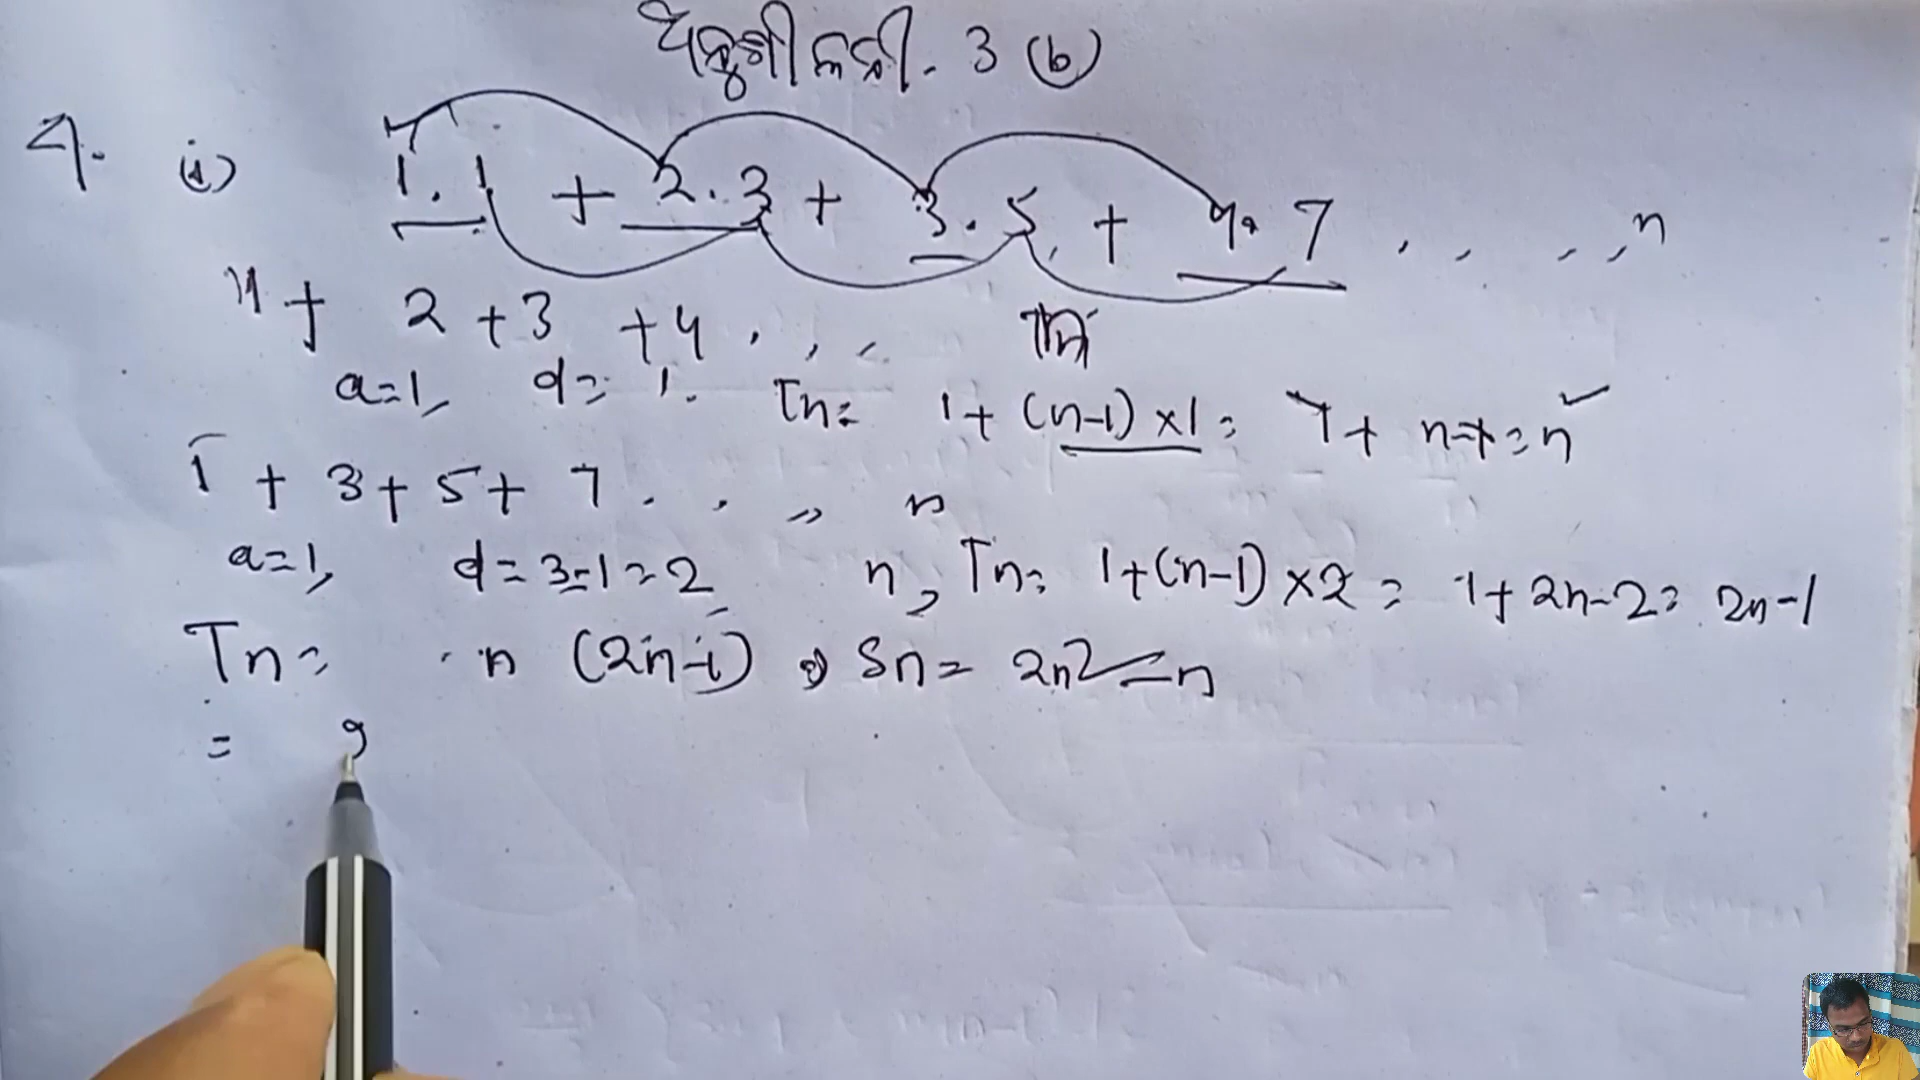 ଅନୁଶୀଳନୀ - 3 (b)
4. (i) 1.1 + 2.3 + 3.5 + 4.7 . . . . n
1 + 2 + 3 + 4 . . .
a=1, d= 1. Tn= 1+(n-1)×1= 1+n-1=n
1 + 3 + 5 + 7 . . ,, n
a=1, d=3-1=2 n, Tn= 1+(n-1)×2= 1+2n-2= 2n-1
Tn= n (2n-1) Sn= 2n²-n
=